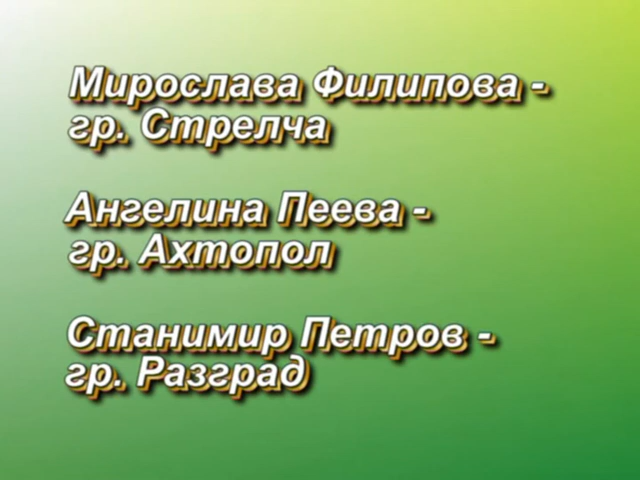 Мирослава Филипова -
гр. Стрелча
Ангелина Пеева -
гр. Ахтопол
Станимир Петров -
гр. Разград